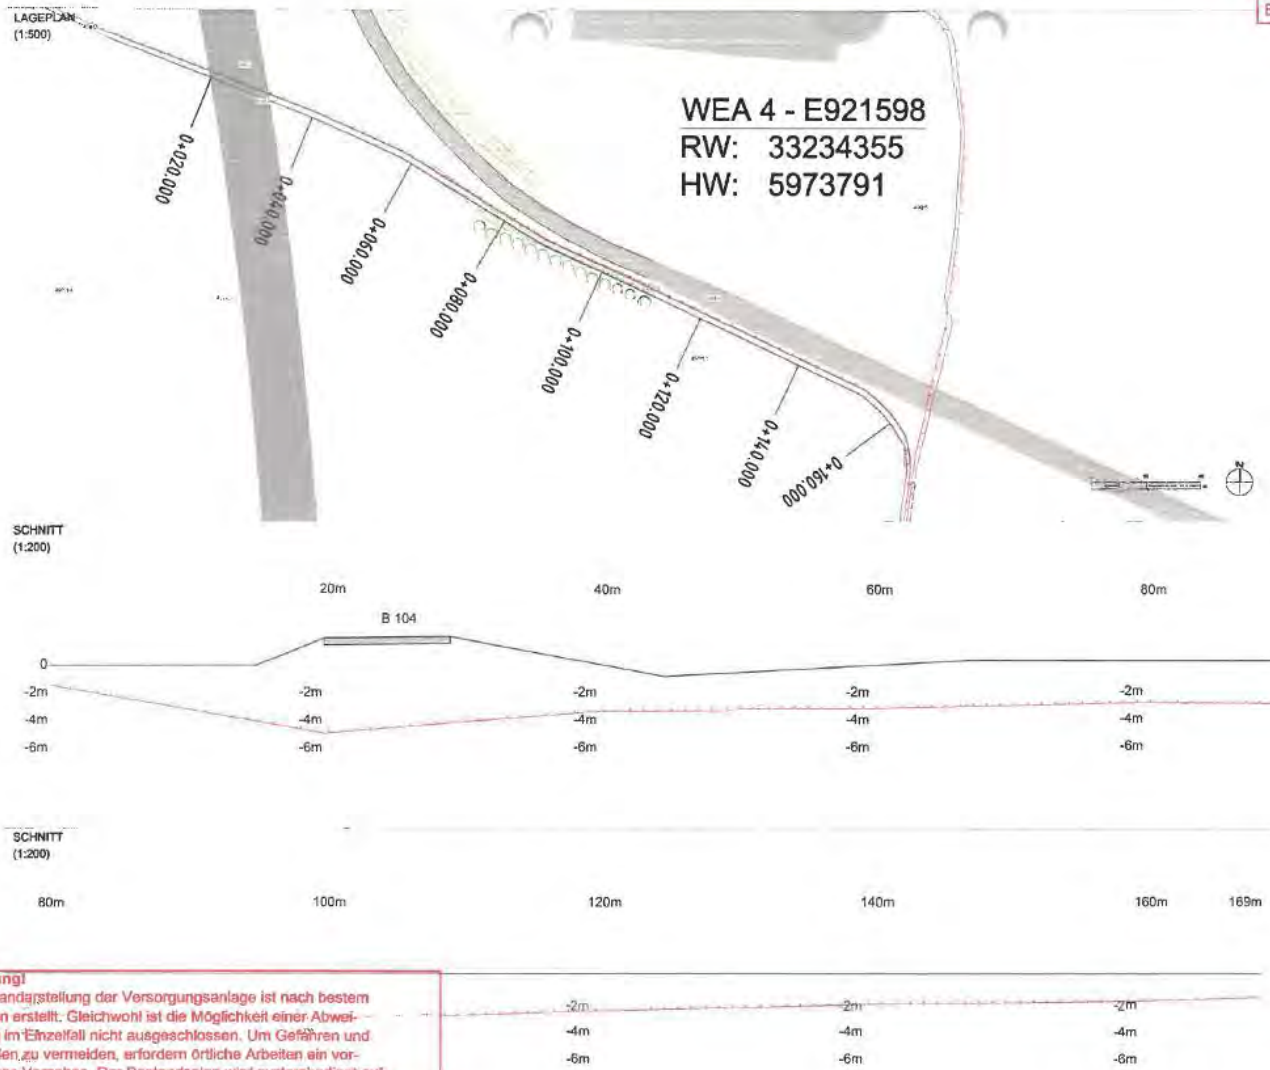 LAGEPLAN
(1:500)
WEA 4 - E921598
RW: 33234355
HW: 5973791
0+020.000
0+040.000
0+060.000
0+080.000
0+100.000
0+120.000
0+140.000
0+160.000
N
SCHNITT
(1:200)
20m 40m 60m 80m
B 104
0
-2m -2m -2m -2m -2m
-4m -4m -4m -4m -4m
-6m -6m -6m -6m -6m
SCHNITT
(1:200)
80m 100m 120m 140m 160m 169m
ng!
andarstellung der Versorgungsanlage ist nach bestem
n erstellt. Gleichwohl ist die Möglichkeit einer Abwei-
im Einzelfall nicht ausgeschlossen. Um Gefahren und
zu vermeiden, erfordern örtliche Arbeiten ein vor-
-2m -2m -2m
-4m -4m -4m
-6m -6m -6m